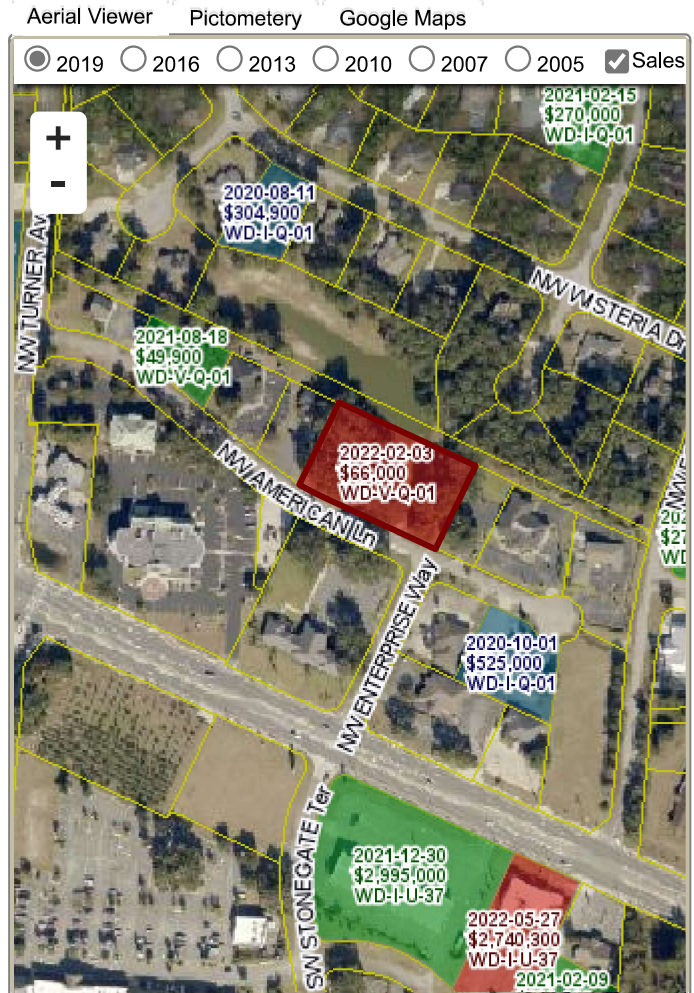 Aerial Viewer Pictometery Google Maps
2019 2016 2013 2010 2007 2005 Sales
+
-
2021-02-15
$270,000
WD-I-Q-01
2020-08-11
$304,900
WD-I-Q-01
NW TURNER Av
NW WISTERIA Dr
2021-08-18
$49,900
WD-V-Q-01
2022-02-03
$66,000
WD-V-Q-01
NW AMERICAN Ln
202
$27
WD
NW ENTERPRISE Way
2020-10-01
$525,000
WD-I-Q-01
SW STONEGATE Ter
2021-12-30
$2,995,000
WD-I-U-37
2022-05-27
$2,740,300
WD-I-U-37
2021-02-09